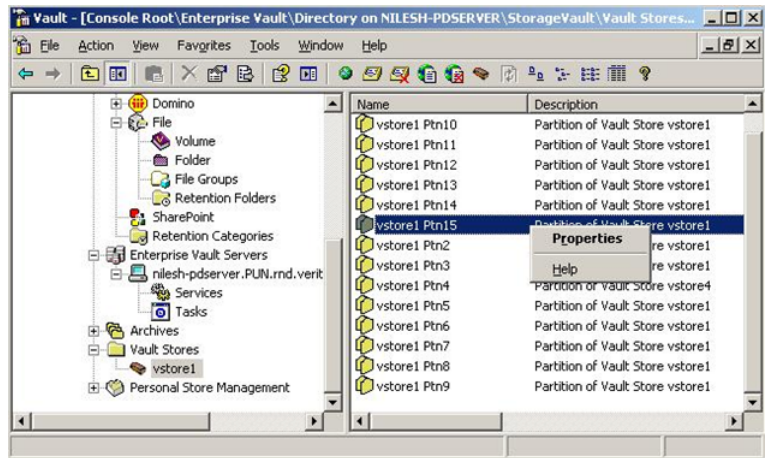 Vault - [Console Root\Enterprise Vault\Directory on NILESH-PDSERVER\StorageVault\Vault Stores...
File Action View Favorites Tools Window Help
Domino
File
Volume
Folder
File Groups
Retention Folders
SharePoint
Retention Categories
Enterprise Vault Servers
nilesh-pdserver.PUN.rnd.verit
Services
Tasks
Archives
Vault Stores
vstore1
Personal Store Management
Name Description
vstore1 Ptn10 Partition of Vault Store vstore1
vstore1 Ptn11 Partition of Vault Store vstore1
vstore1 Ptn12 Partition of Vault Store vstore1
vstore1 Ptn13 Partition of Vault Store vstore1
vstore1 Ptn14 Partition of Vault Store vstore1
vstore1 Ptn15 Partition of Vault Store vstore1
vstore1 Ptn2 re vstore1
vstore1 Ptn3 re vstore1
vstore1 Ptn4 Partition of Vault Store vstore4
vstore1 Ptn5 Partition of Vault Store vstore1
vstore1 Ptn6 Partition of Vault Store vstore1
vstore1 Ptn7 Partition of Vault Store vstore1
vstore1 Ptn8 Partition of Vault Store vstore1
vstore1 Ptn9 Partition of Vault Store vstore1
Properties
Help